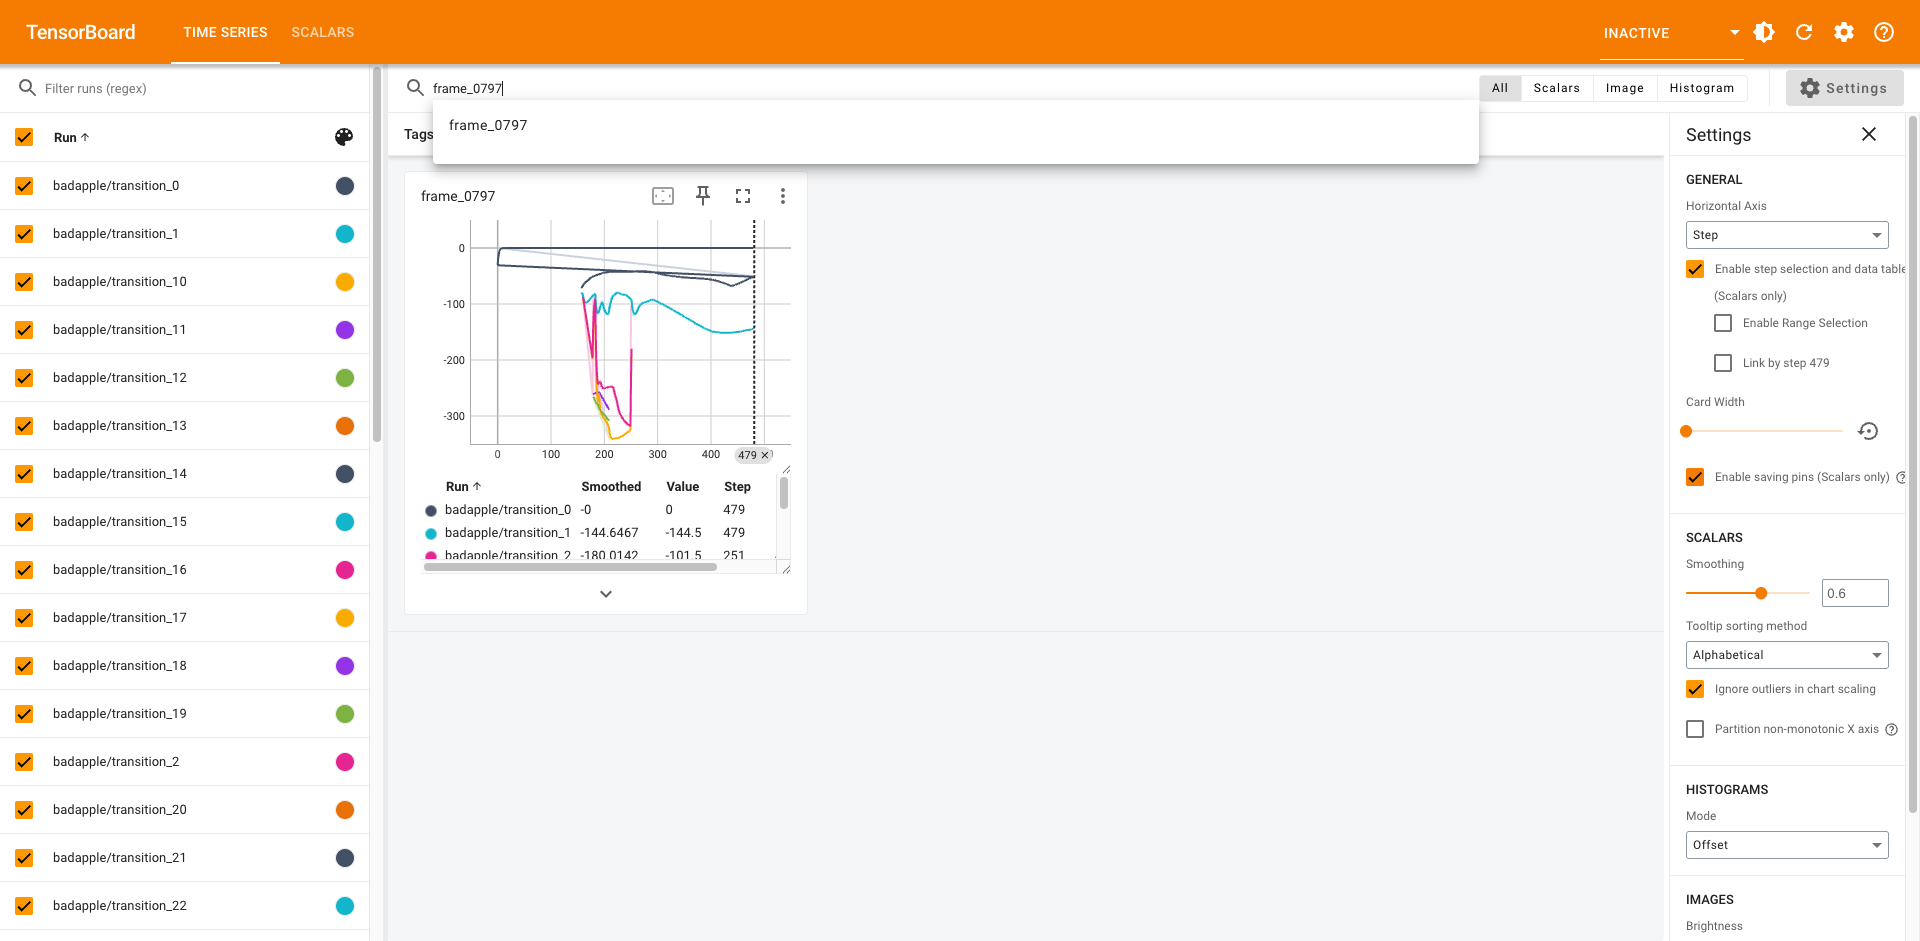 TensorBoard
TIME SERIES
SCALARS
INACTIVE
Filter runs (regex)
frame_0797
All
Scalars
Image
Histogram
Settings
frame_0797
Tags
Run
badapple/transition_0
badapple/transition_1
badapple/transition_10
badapple/transition_11
badapple/transition_12
badapple/transition_13
badapple/transition_14
badapple/transition_15
badapple/transition_16
badapple/transition_17
badapple/transition_18
badapple/transition_19
badapple/transition_2
badapple/transition_20
badapple/transition_21
badapple/transition_22
frame_0797
0
-100
-200
-300
0 100 200 300 400 479
Run Smoothed Value Step
badapple/transition_0 -0 0 479
badapple/transition_1 -144.6467 -144.5 479
badapple/transition_2 -180.0142 -101.5 251
Settings
GENERAL
Horizontal Axis
Step
Enable step selection and data table
(Scalars only)
Enable Range Selection
Link by step 479
Card Width
Enable saving pins (Scalars only)
SCALARS
Smoothing
0.6
Tooltip sorting method
Alphabetical
Ignore outliers in chart scaling
Partition non-monotonic X axis
HISTOGRAMS
Mode
Offset
IMAGES
Brightness